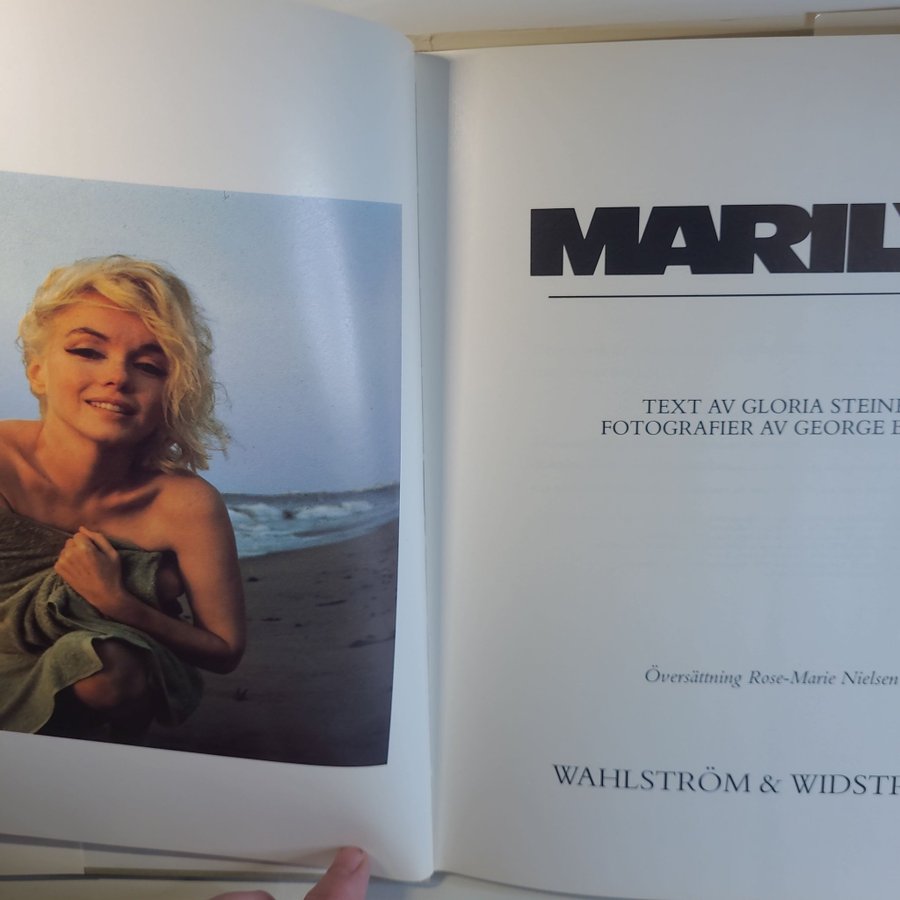 MARIL
TEXT AV GLORIA STEIN
FOTOGRAFIER AV GEORGE
Översättning Rose-Marie Nielsen
WAHLSTRÖM & WIDST